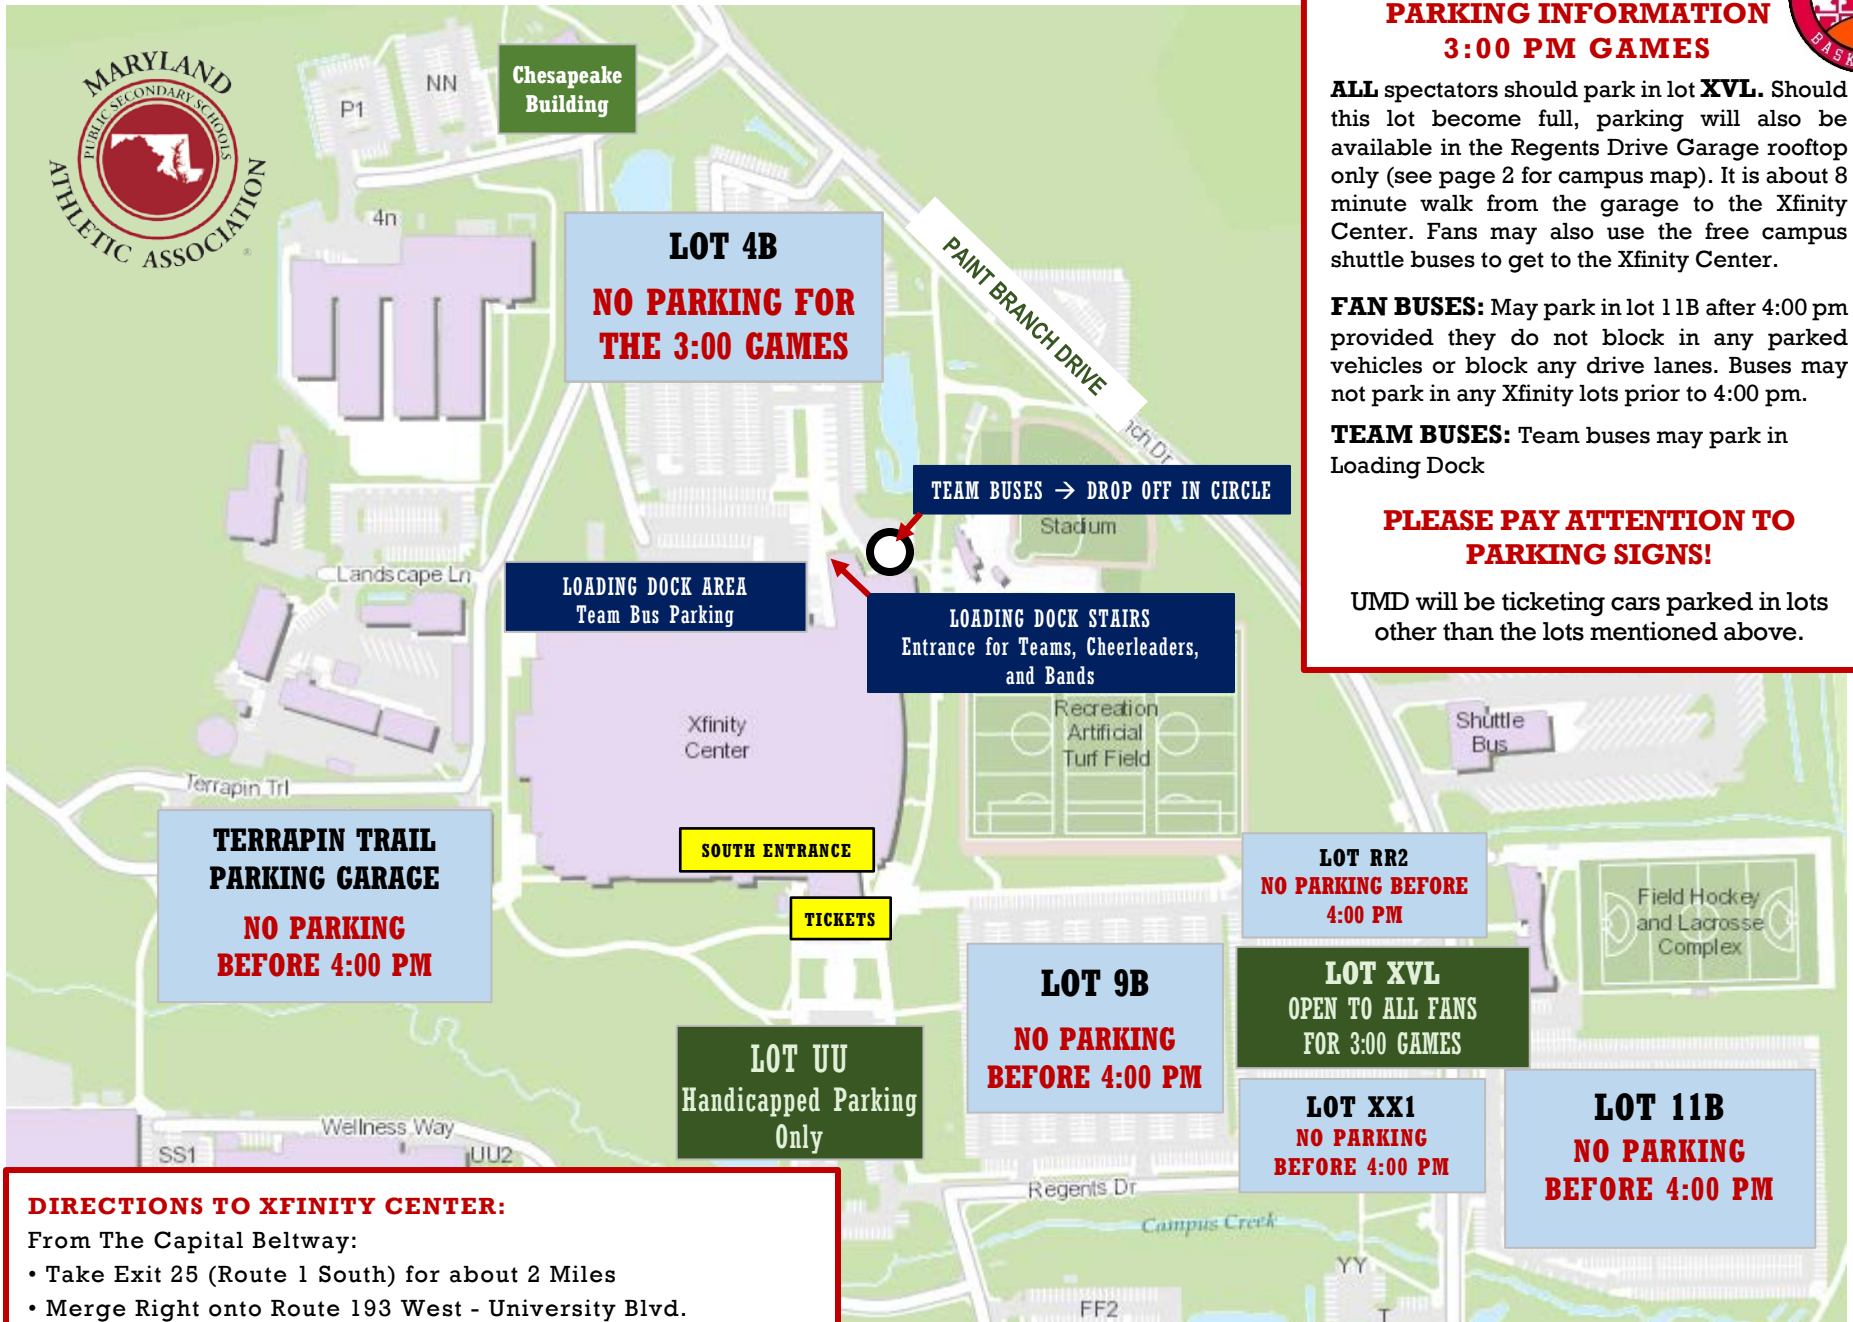 MARYLAND
PUBLIC SECONDARY SCHOOLS
ATHLETIC ASSOCIATION
®
P1
NN
Chesapeake
Building
4n
LOT 4B
NO PARKING FOR
THE 3:00 GAMES
PAINT BRANCH DRIVE
nch Dr
PARKING INFORMATION
3:00 PM GAMES
ALL spectators should park in lot XVL. Should
this lot become full, parking will also be
available in the Regents Drive Garage rooftop
only (see page 2 for campus map). It is about 8
minute walk from the garage to the Xfinity
Center. Fans may also use the free campus
shuttle buses to get to the Xfinity Center.
FAN BUSES: May park in lot 11B after 4:00 pm
provided they do not block in any parked
vehicles or block any drive lanes. Buses may
not park in any Xfinity lots prior to 4:00 pm.
TEAM BUSES: Team buses may park in
Loading Dock
PLEASE PAY ATTENTION TO
PARKING SIGNS!
UMD will be ticketing cars parked in lots
other than the lots mentioned above.
TEAM BUSES → DROP OFF IN CIRCLE
Stadium
Landscape Ln
LOADING DOCK AREA
Team Bus Parking
LOADING DOCK STAIRS
Entrance for Teams, Cheerleaders,
and Bands
Xfinity
Center
Recreation
Artificial
Turf Field
Shuttle
Bus
Terrapin Trl
TERRAPIN TRAIL
PARKING GARAGE
NO PARKING
BEFORE 4:00 PM
SOUTH ENTRANCE
TICKETS
LOT RR2
NO PARKING BEFORE
4:00 PM
Field Hockey
and Lacrosse
Complex
LOT 9B
NO PARKING
BEFORE 4:00 PM
LOT XVL
OPEN TO ALL FANS
FOR 3:00 GAMES
LOT UU
Handicapped Parking
Only
LOT XX1
NO PARKING
BEFORE 4:00 PM
LOT 11B
NO PARKING
BEFORE 4:00 PM
Wellness Way
SS1
UU2
Regents Dr
Campus Creek
YY
FF2
T
DIRECTIONS TO XFINITY CENTER:
From The Capital Beltway:
• Take Exit 25 (Route 1 South) for about 2 Miles
• Merge Right onto Route 193 West - University Blvd.